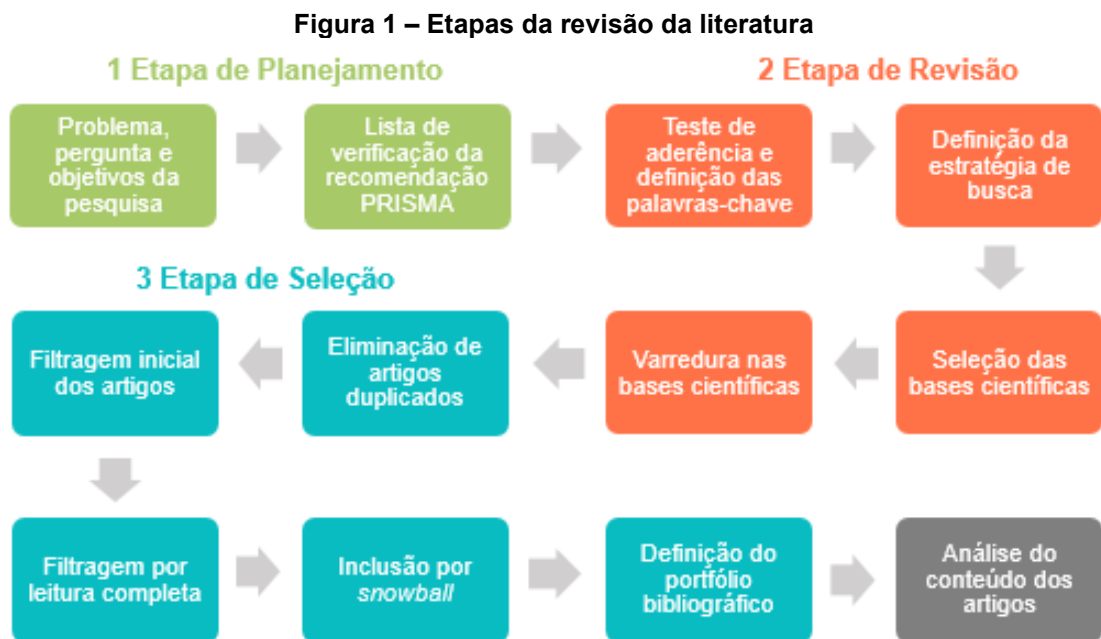 Figura 1 – Etapas da revisão da literatura
1 Etapa de Planejamento
2 Etapa de Revisão
Problema,
pergunta e
objetivos da
pesquisa
Lista de
verificação da
recomendação
PRISMA
Teste de
aderência e
definição das
palavras-chave
Definição da
estratégia de
busca
3 Etapa de Seleção
Filtragem inicial
dos artigos
Eliminação de
artigos
duplicados
Varredura nas
bases científicas
Seleção das
bases científicas
Filtragem por
leitura completa
Inclusão por
snowball
Definição do
portfólio
bibliográfico
Análise do
conteúdo dos
artigos